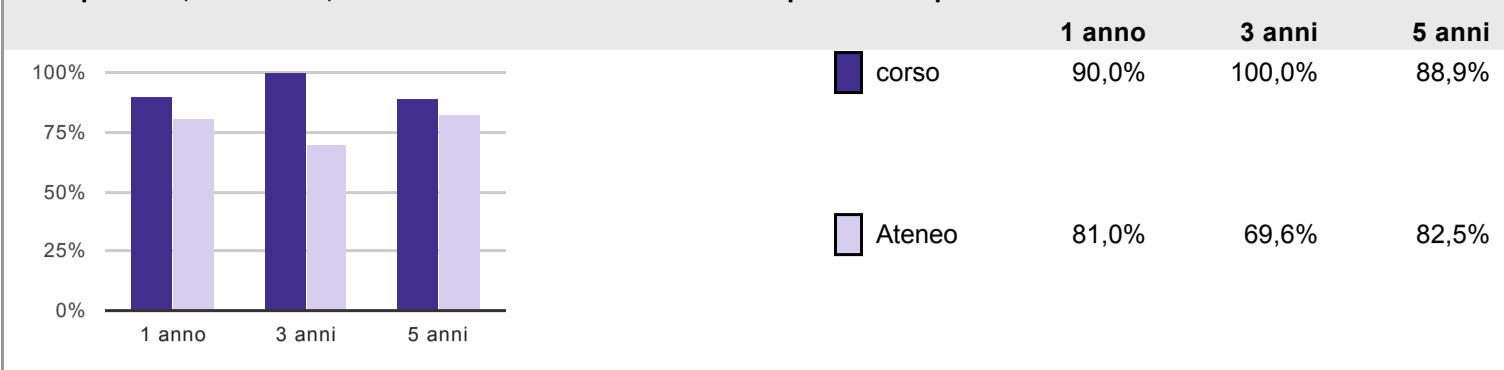 1 anno 3 anni 5 anni
100%
75%
50%
25%
0%
1 anno 3 anni 5 anni
corso 90,0% 100,0% 88,9%
Ateneo 81,0% 69,6% 82,5%